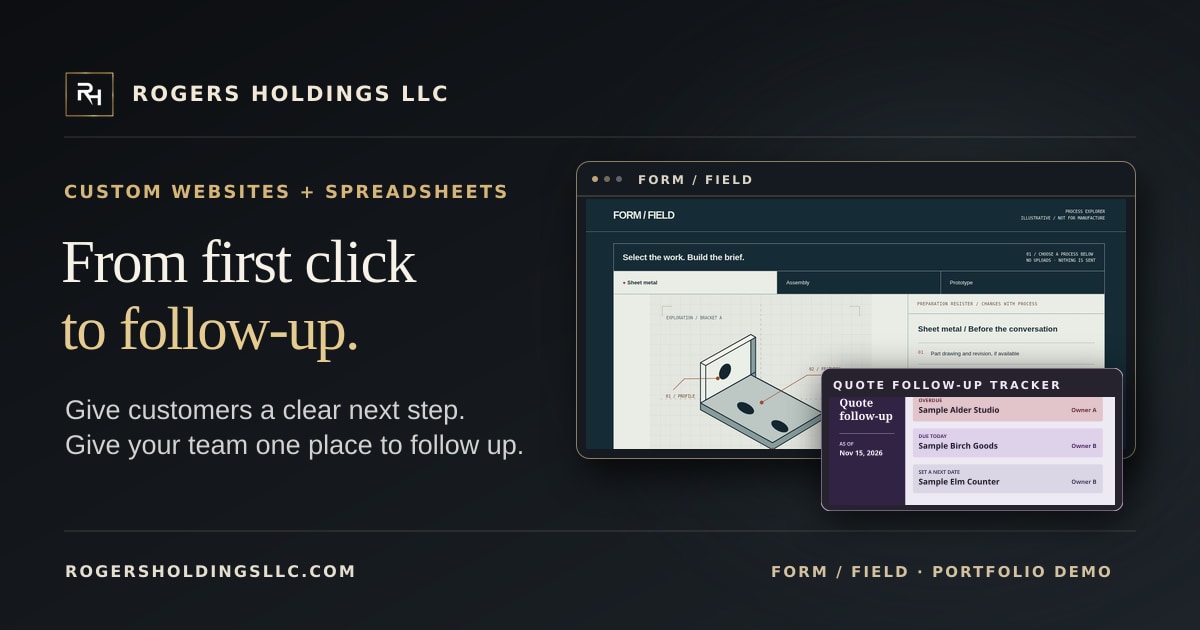 RH
ROGERS HOLDINGS LLC
CUSTOM WEBSITES + SPREADSHEETS
From first click
to follow-up.
Give customers a clear next step.
Give your team one place to follow up.
FORM / FIELD
FORM / FIELD
PROCESS EXPLORER
ILLUSTRATIVE / NOT FOR MANUFACTURE
Select the work. Build the brief.
01 / CHOOSE A PROCESS BELOW
NO UPLOADS · NOTHING IS SENT
Sheet metal
Assembly
Prototype
EXPLORATION / BRACKET A
01 / PROFILE
02 /
PREPARATION REGISTER / CHANGES WITH PROCESS
Sheet metal / Before the conversation
01 Part drawing and revision, if available
QUOTE FOLLOW-UP TRACKER
Quote
follow-up
AS OF
Nov 15, 2026
OVERDUE
Sample Alder Studio Owner A
DUE TODAY
Sample Birch Goods Owner B
SET A NEXT DATE
Sample Elm Counter Owner B
ROGERSHOLDINGSLLC.COM
FORM / FIELD · PORTFOLIO DEMO